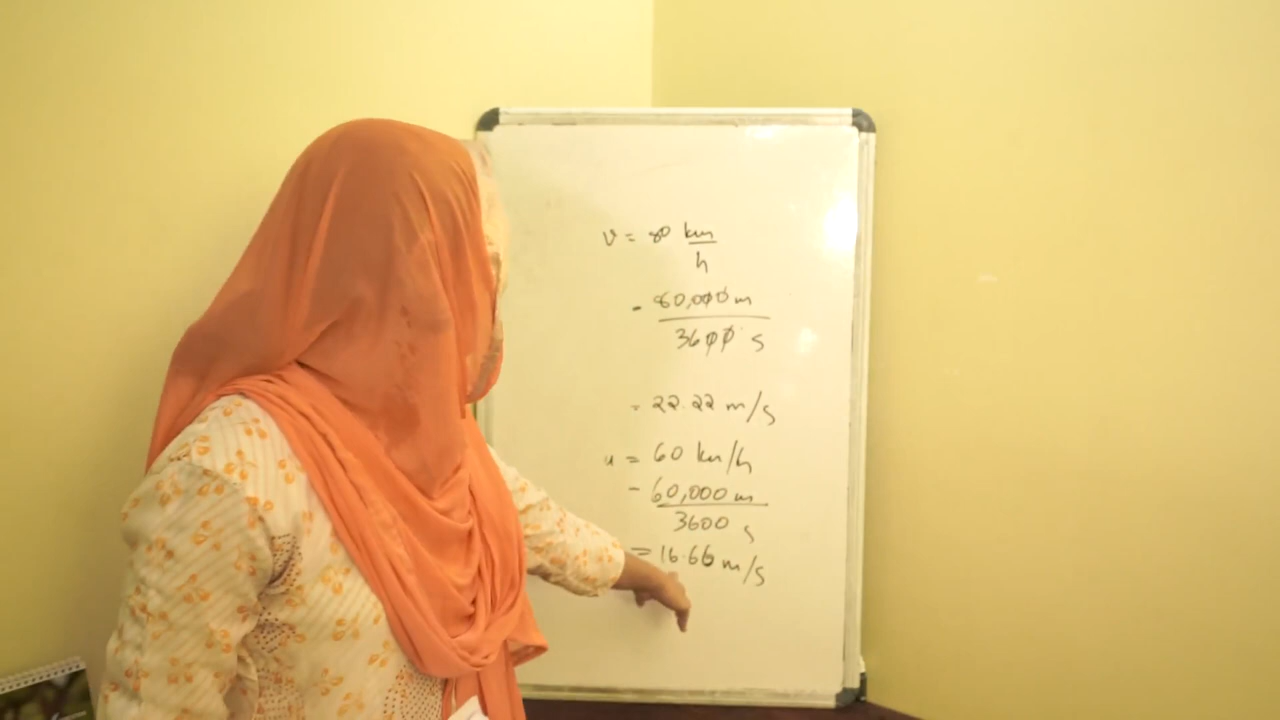 v = 80 km/h
= 80,000 m / 3600 s
= 22.22 m/s
u = 60 km/h
= 60,000 m / 3600 s
= 16.66 m/s